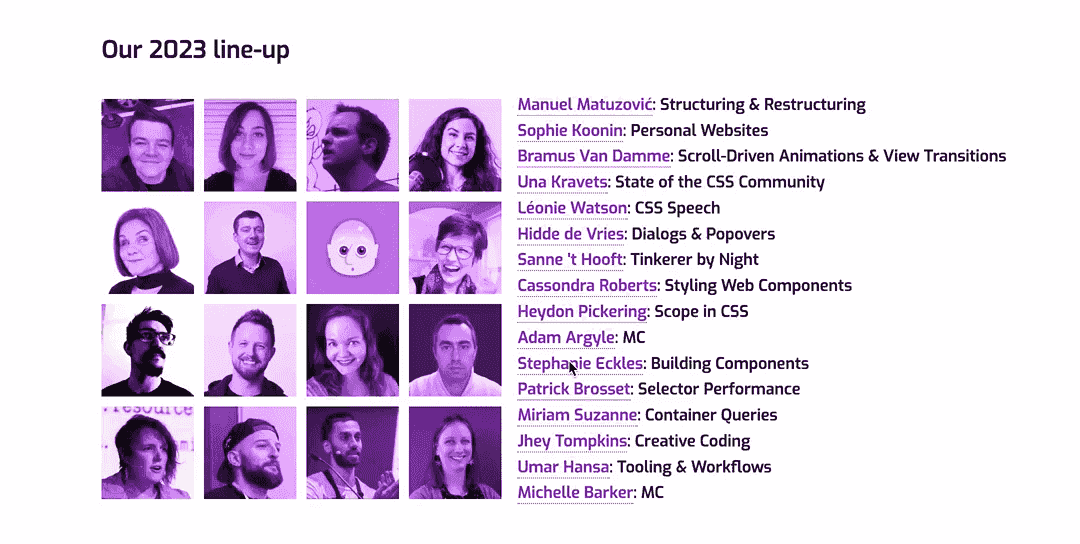 Our 2023 line-up
Manuel Matuzović: Structuring & Restructuring
Sophie Koonin: Personal Websites
Bramus Van Damme: Scroll-Driven Animations & View Transitions
Una Kravets: State of the CSS Community
Léonie Watson: CSS Speech
Hidde de Vries: Dialogs & Popovers
Sanne 't Hooft: Tinkerer by Night
Cassondra Roberts: Styling Web Components
Heydon Pickering: Scope in CSS
Adam Argyle: MC
Stephanie Eckles: Building Components
Patrick Brosset: Selector Performance
Miriam Suzanne: Container Queries
Jhey Tompkins: Creative Coding
Umar Hansa: Tooling & Workflows
Michelle Barker: MC